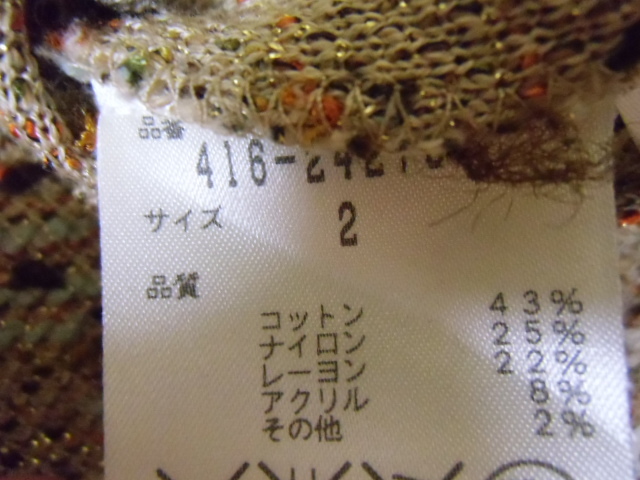 品番
サイズ 2
品質
コットン 43%
ナイロン 25%
レーヨン 22%
アクリル 8%
その他 2%